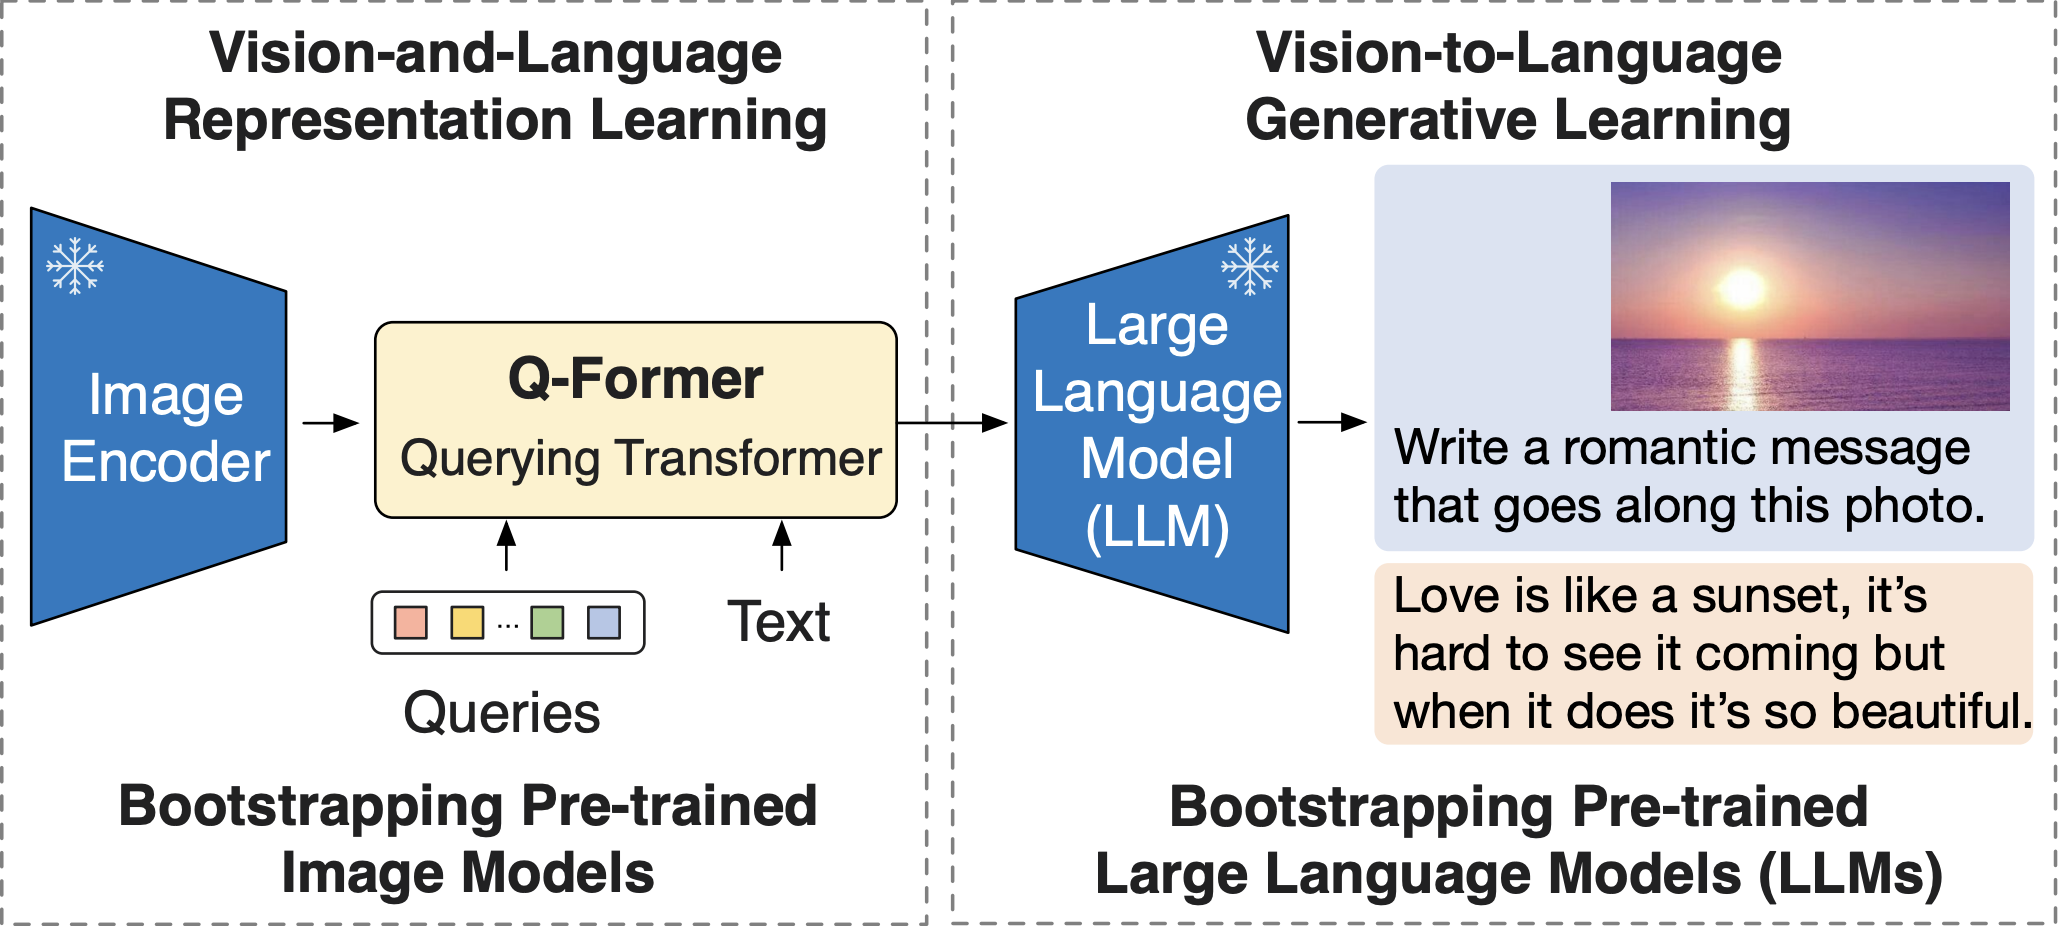 Vision-and-Language
Representation Learning
Image
Encoder
Q-Former
Querying Transformer
...
Queries
Text
Bootstrapping Pre-trained
Image Models
Vision-to-Language
Generative Learning
Large
Language
Model
(LLM)
Write a romantic message
that goes along this photo.
Love is like a sunset, it’s
hard to see it coming but
when it does it’s so beautiful.
Bootstrapping Pre-trained
Large Language Models (LLMs)